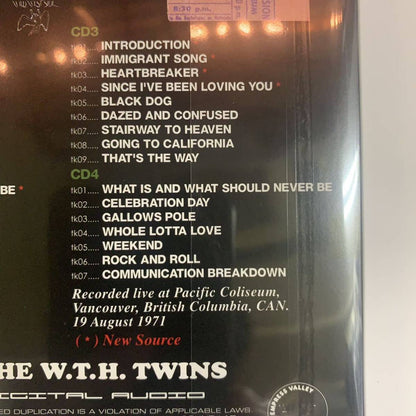 8:30 p.m.
CD3
tk01..... INTRODUCTION
tk02..... IMMIGRANT SONG *
tk03..... HEARTBREAKER *
tk04..... SINCE I'VE BEEN LOVING YOU *
tk05..... BLACK DOG
tk06..... DAZED AND CONFUSED
tk07..... STAIRWAY TO HEAVEN
tk08..... GOING TO CALIFORNIA
tk09..... THAT'S THE WAY
CD4
BE * tk01..... WHAT IS AND WHAT SHOULD NEVER BE
tk02..... CELEBRATION DAY
tk03..... GALLOWS POLE
tk04..... WHOLE LOTTA LOVE
tk05..... WEEKEND
tk06..... ROCK AND ROLL
tk07..... COMMUNICATION BREAKDOWN
Recorded live at Pacific Coliseum,
Vancouver, British Columbia, CAN.
19 August 1971
( * ) New Source
HE W.T.H. TWINS
DIGITAL AUDIO
ED DUPLICATION IS A VIOLATION OF APPLICABLE LAWS
EMPRESS VALLEY